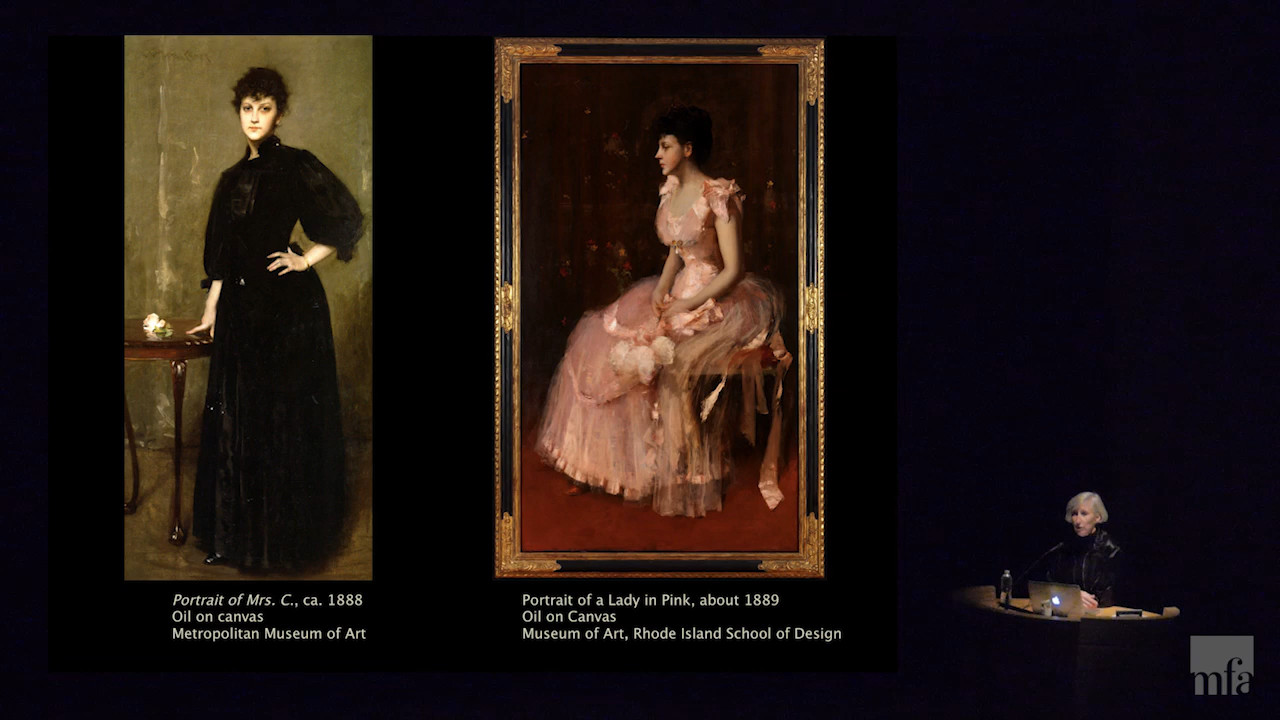 Portrait of Mrs. C., ca. 1888
Oil on canvas
Metropolitan Museum of Art
Portrait of a Lady in Pink, about 1889
Oil on Canvas
Museum of Art, Rhode Island School of Design
mfa